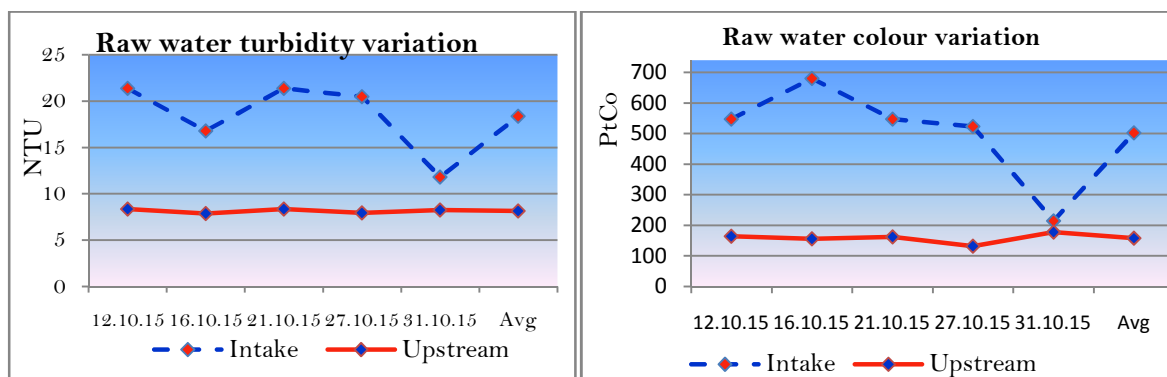 Raw water turbidity variation
NTU
25
20
15
10
5
0
12.10.15 16.10.15 21.10.15 27.10.15 31.10.15 Avg
Intake Upstream
Raw water colour variation
PtCo
700
600
500
400
300
200
100
0
12.10.15 16.10.15 21.10.15 27.10.15 31.10.15 Avg
Intake Upstream